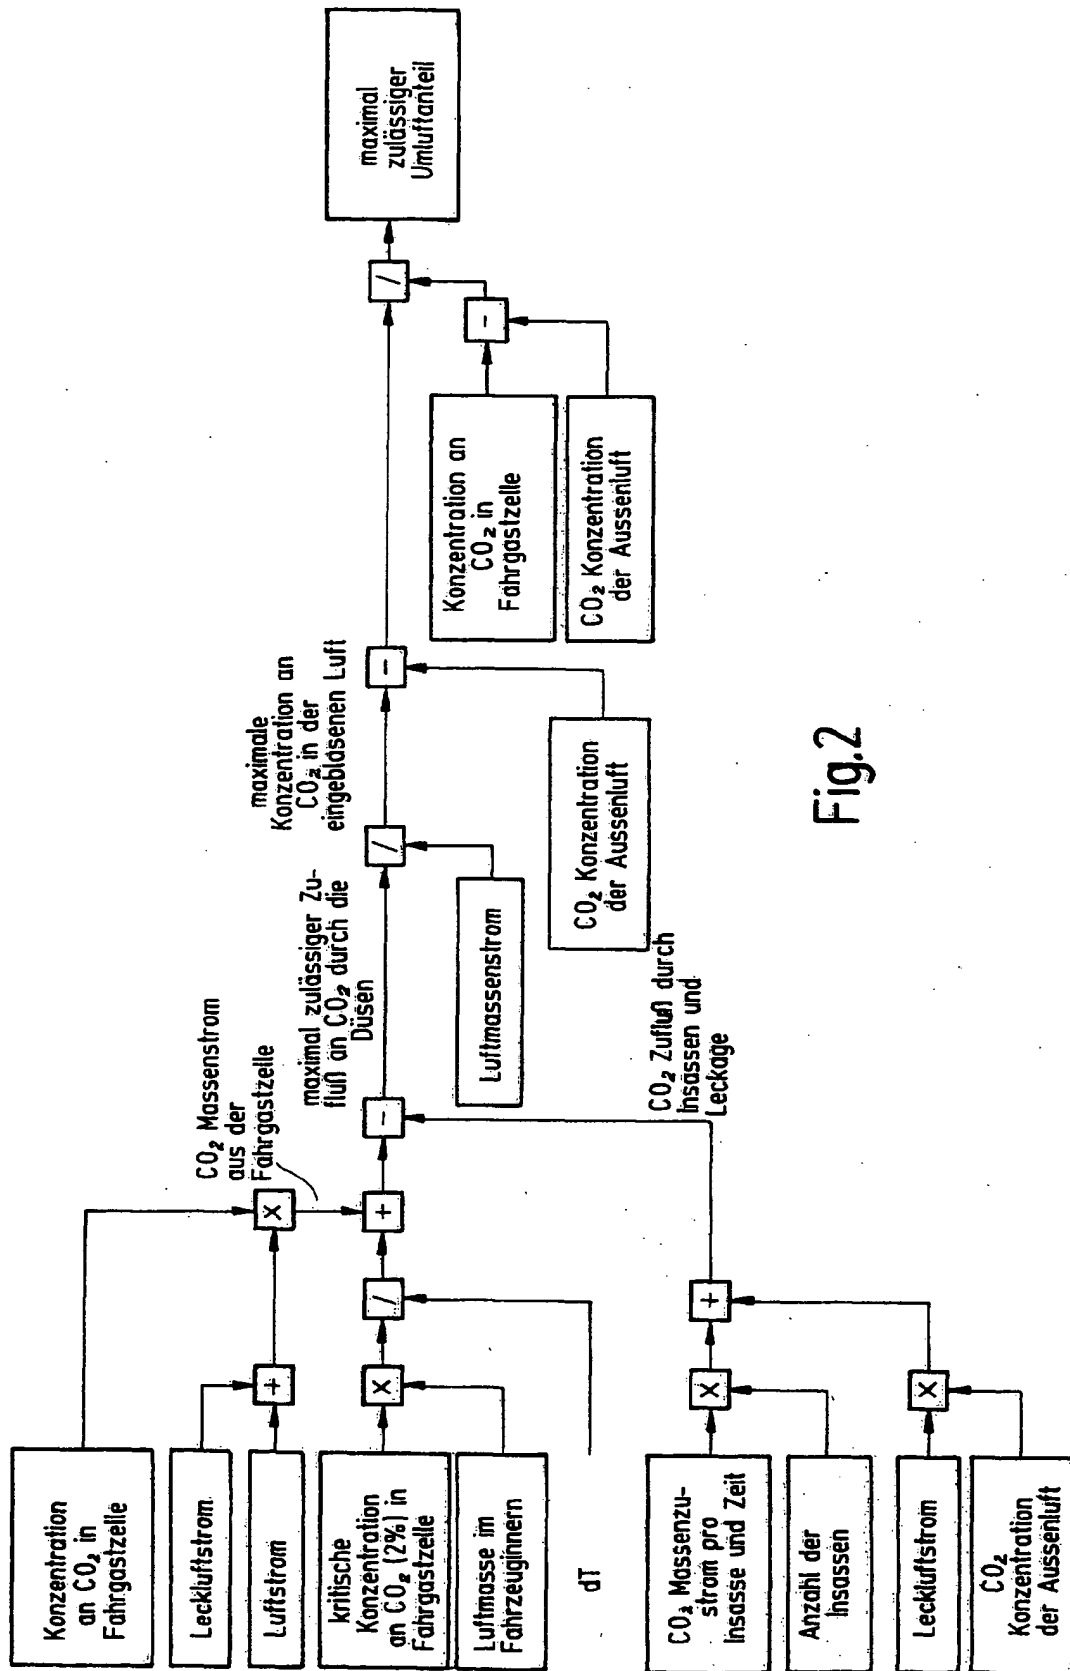 Konzentration
an CO₂ in
Fahrgastzelle
Leckluftstrom
Luftstrom
kritische
Konzentration
an CO₂ (2%) in
Fahrgastzelle
Luftmasse im
Fahrzeuginnern
dT
CO₂ Massenzu-
strom pro
Insasse und Zeit
Anzahl der
Insassen
Leckluftstrom
CO₂
Konzentration
der Aussenluft
+
X
X
/
+
X
X
+
CO₂ Massenstrom
aus der
Fahrgastzelle
-
maximal zulässiger Zu-
fluß an CO₂ durch die
Düsen
CO₂ Zufluß durch
Insassen und
Leckage
Luftmassenstrom
/
maximale
Konzentration an
CO₂ in der
eingeblasenen Luft
CO₂ Konzentration
der Aussenluft
-
Konzentration an
CO₂ in
Fahrgastzelle
CO₂ Konzentration
der Aussenluft
-
/
maximal
zulässiger
Umluftanteil
Fig.2